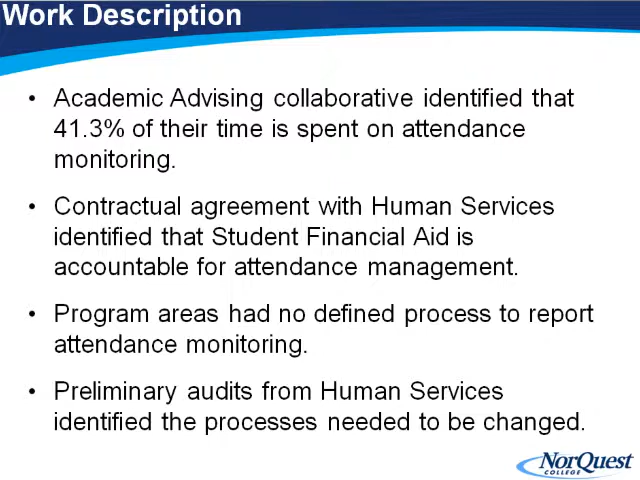 Work Description
• Academic Advising collaborative identified that
41.3% of their time is spent on attendance
monitoring.
• Contractual agreement with Human Services
identified that Student Financial Aid is
accountable for attendance management.
• Program areas had no defined process to report
attendance monitoring.
• Preliminary audits from Human Services
identified the processes needed to be changed.
NorQuest
COLLEGE